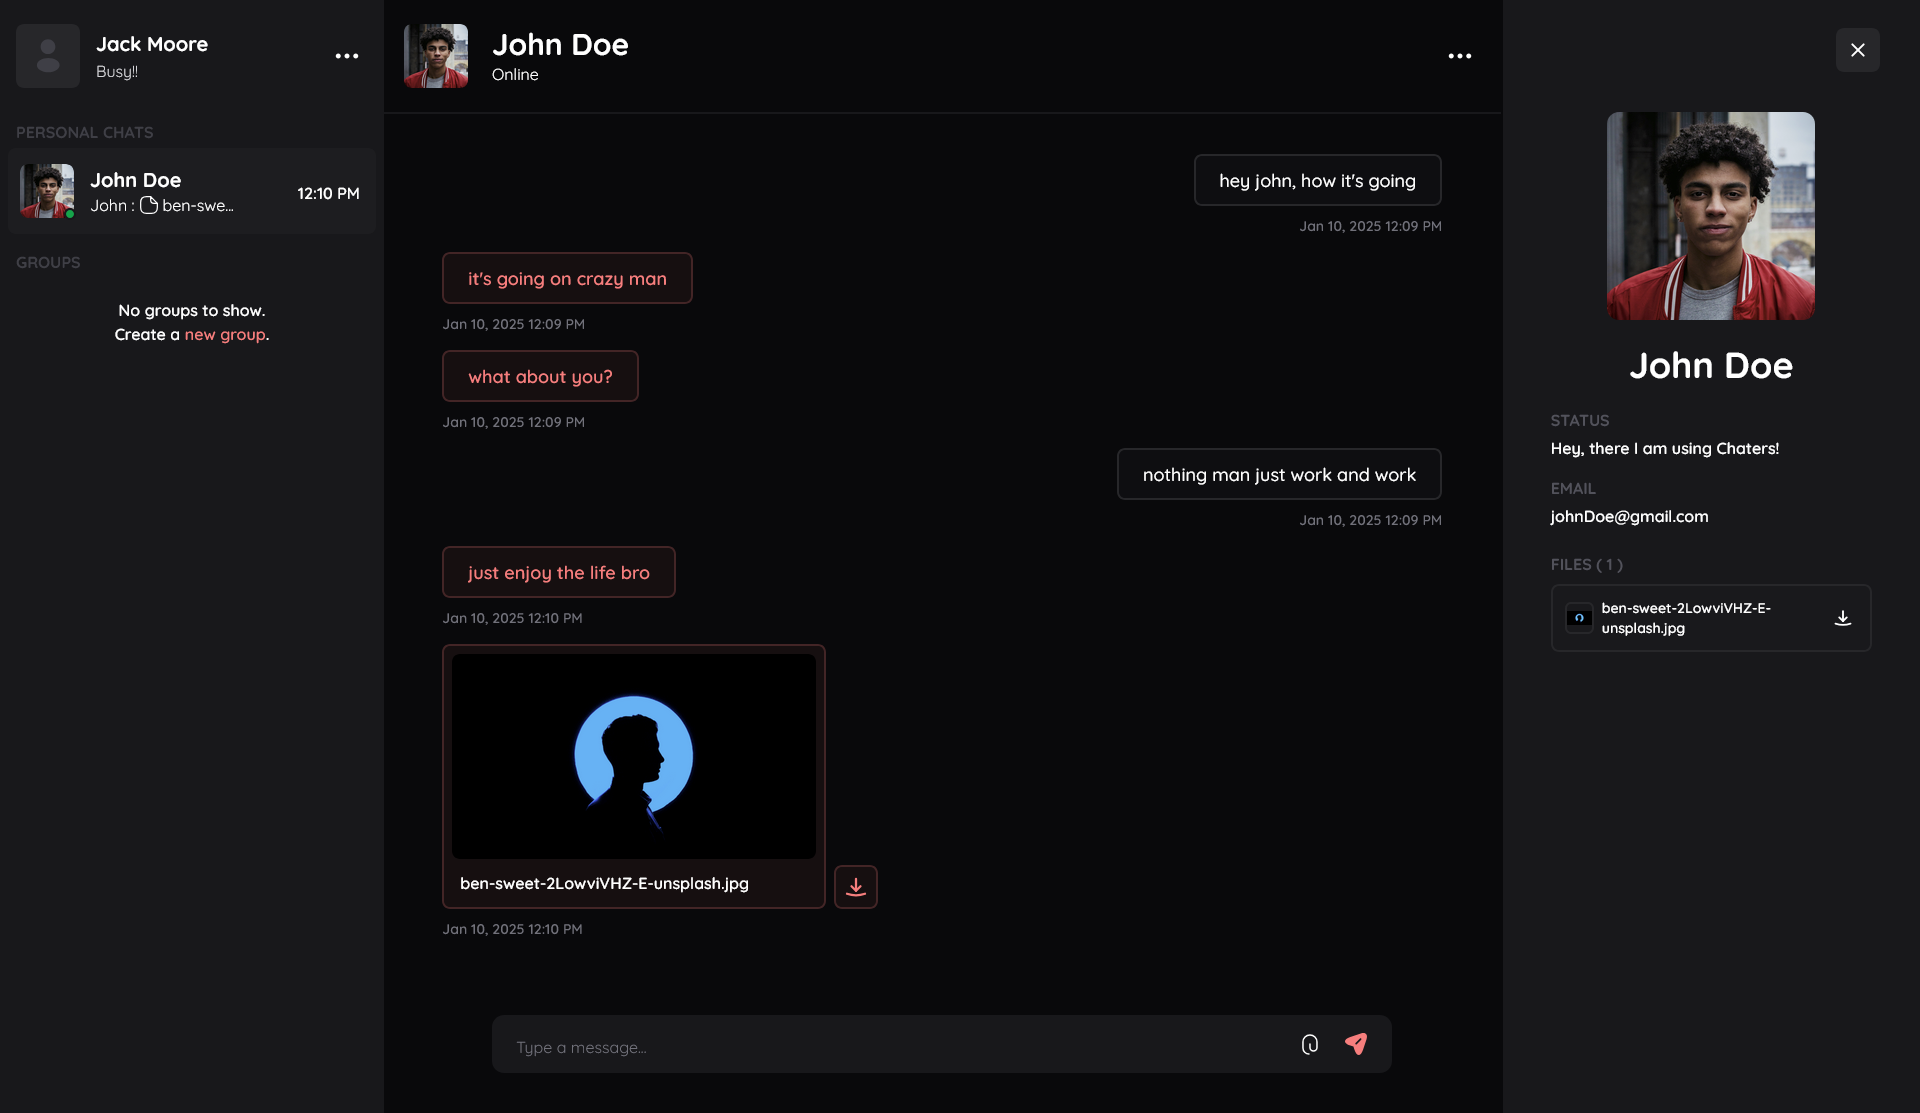 Jack Moore
Busy!!
PERSONAL CHATS
John Doe
John : ben-swe...
12:10 PM
GROUPS
No groups to show.
Create a new group.
John Doe
Online
hey john, how it's going
Jan 10, 2025 12:09 PM
it's going on crazy man
Jan 10, 2025 12:09 PM
what about you?
Jan 10, 2025 12:09 PM
nothing man just work and work
Jan 10, 2025 12:09 PM
just enjoy the life bro
Jan 10, 2025 12:10 PM
ben-sweet-2LowviVHZ-E-unsplash.jpg
Jan 10, 2025 12:10 PM
Type a message...
John Doe
STATUS
Hey, there I am using Chaters!
EMAIL
johnDoe@gmail.com
FILES ( 1 )
ben-sweet-2LowviVHZ-E-
unsplash.jpg